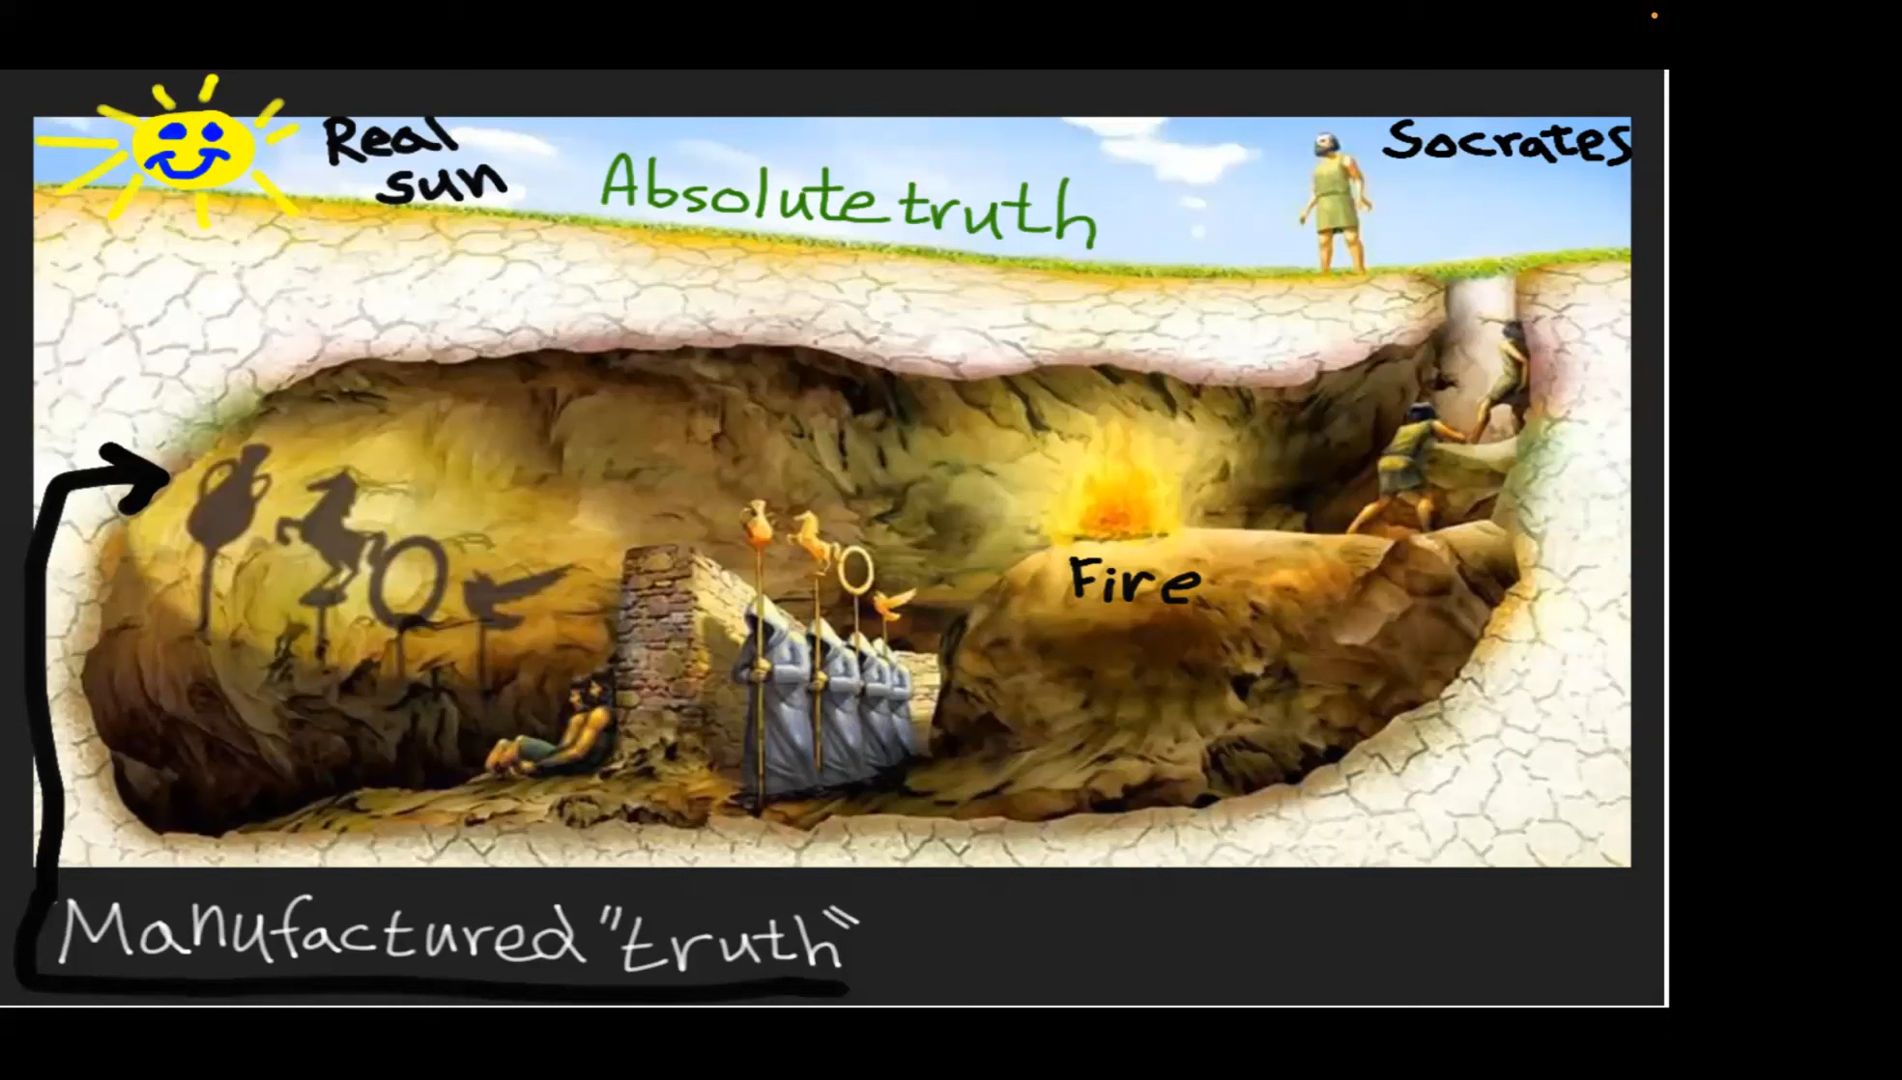 Real
sun
Absolute truth
Socrates
Fire
Manufactured "truth"